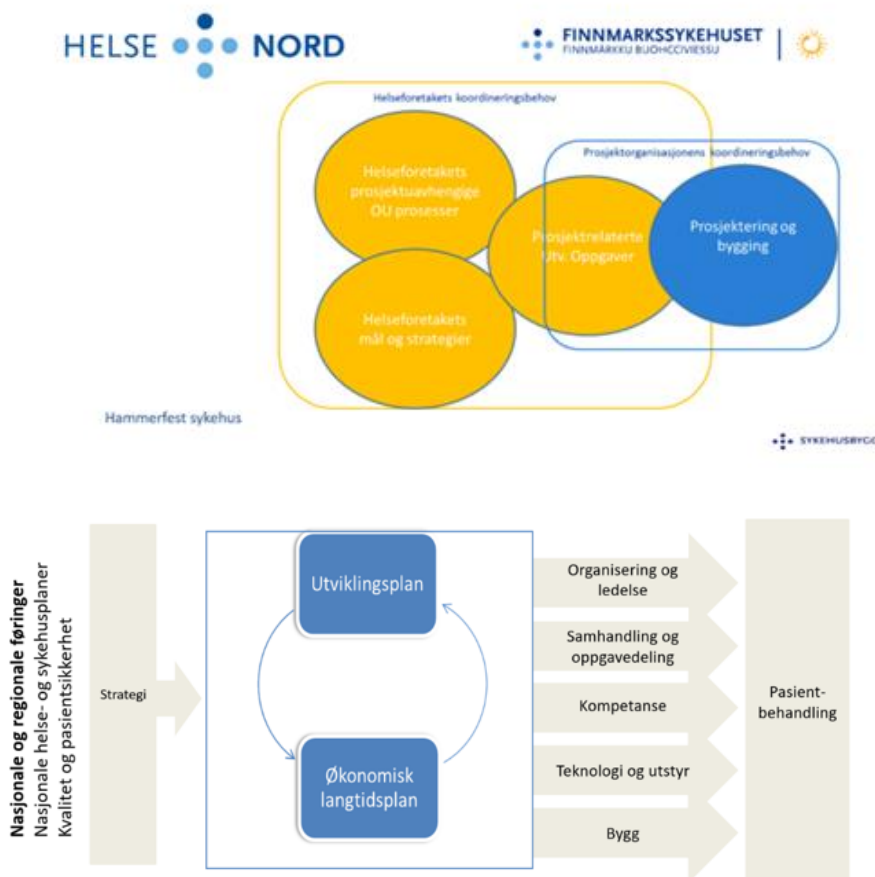 HELSE NORD
FINNMARKSSYKEHUSET
FINNMÁRKKU BUOHCCIVIESSU
Helseforetakets koordineringsbehov
Prosjektorganisasjonens koordineringsbehov
Helseforetakets
prosjektuavhengige
OU prosesser
Prosjektrelaterte
Utv. Oppgaver
Prosjektering og
bygging
Helseforetakets
mål og strategier
Hammerfest sykehus
SYKEHUSBYGG
Nasjonale og regionale føringer
Nasjonale helse- og sykehusplaner
Kvalitet og pasientsikkerhet
Strategi
Utviklingsplan
Økonomisk
langtidsplan
Organisering og
ledelse
Samhandling og
oppgavedeling
Kompetanse
Teknologi og utstyr
Bygg
Pasient-
behandling